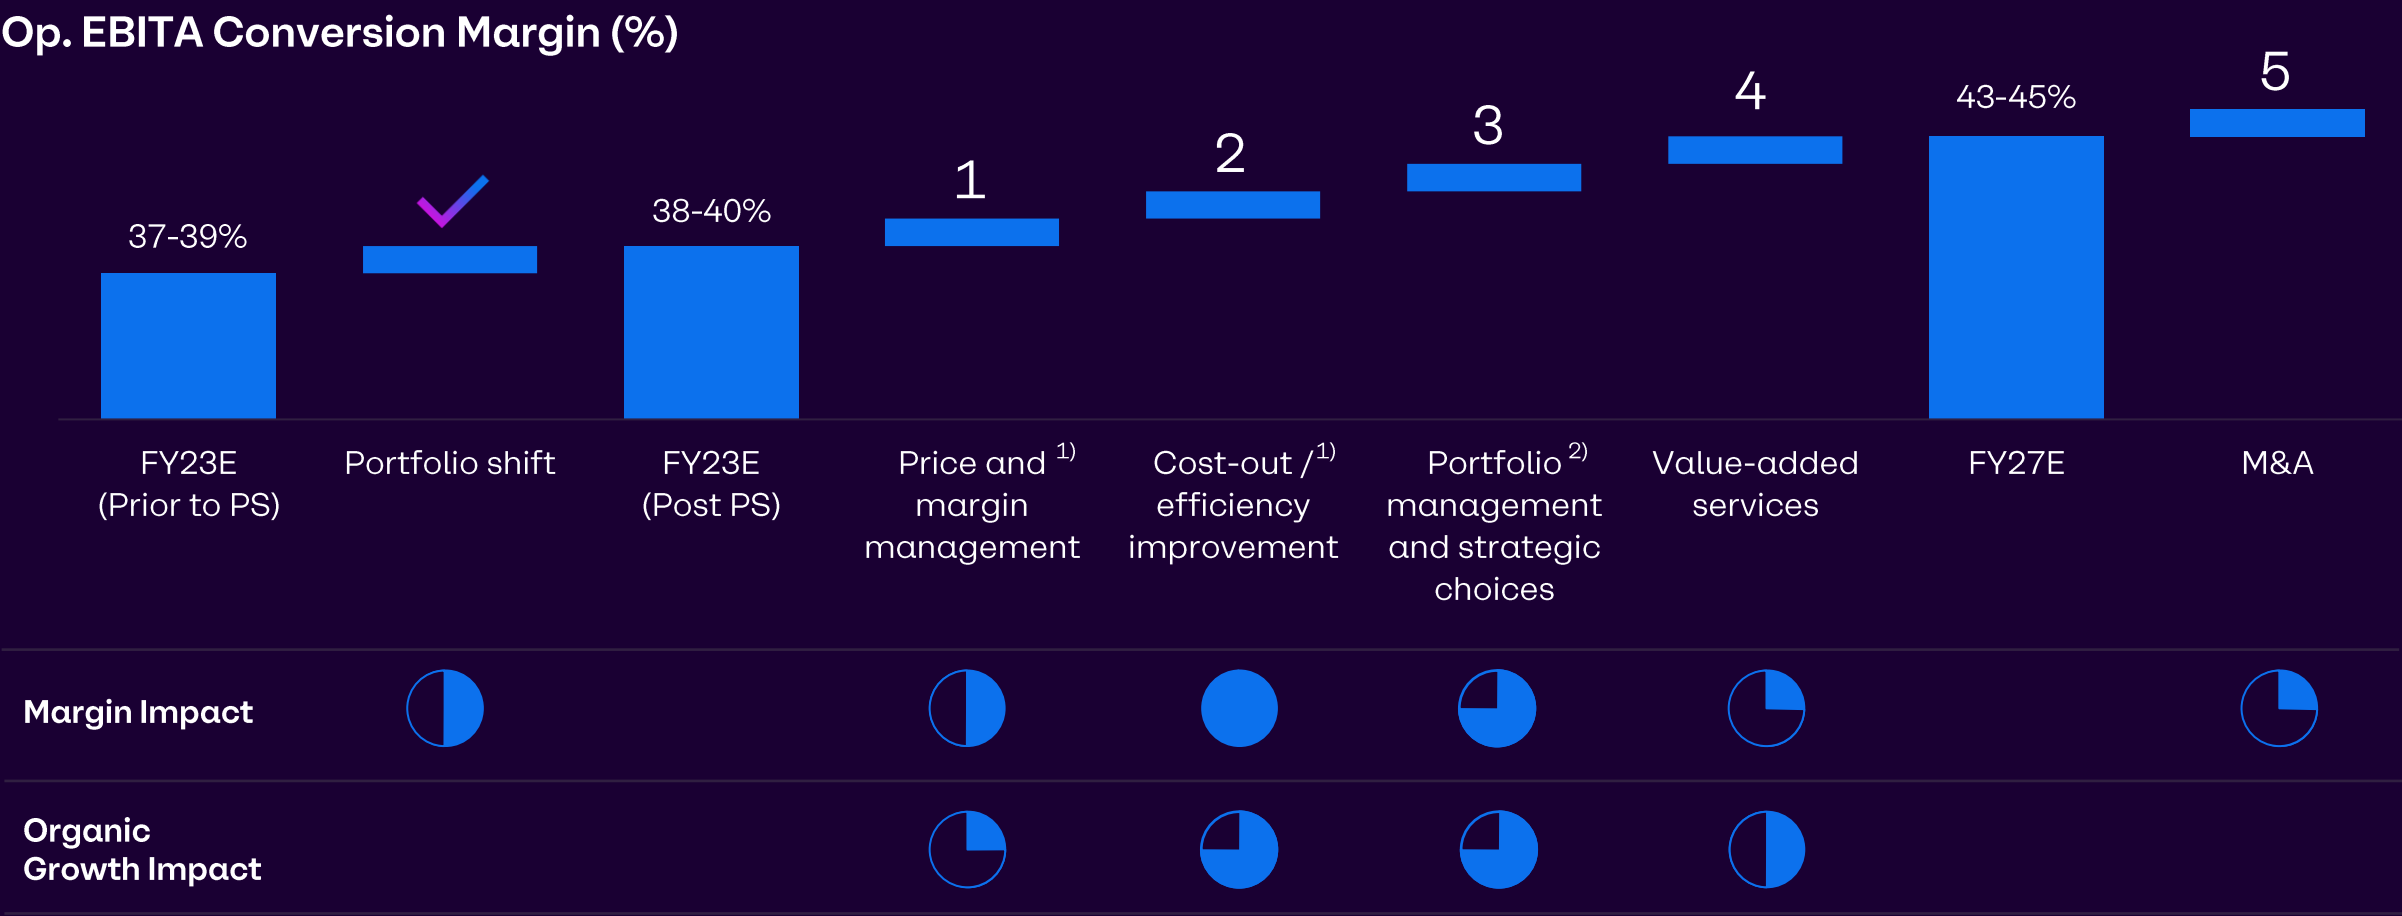 Op. EBITA Conversion Margin (%)
37-39%
38-40%
1
2
3
4
43-45%
5
FY23E
(Prior to PS)
Portfolio shift
FY23E
(Post PS)
Price and 1)
margin
management
Cost-out /1)
efficiency
improvement
Portfolio 2)
management
and strategic
choices
Value-added
services
FY27E
M&A
Margin Impact
Organic
Growth Impact